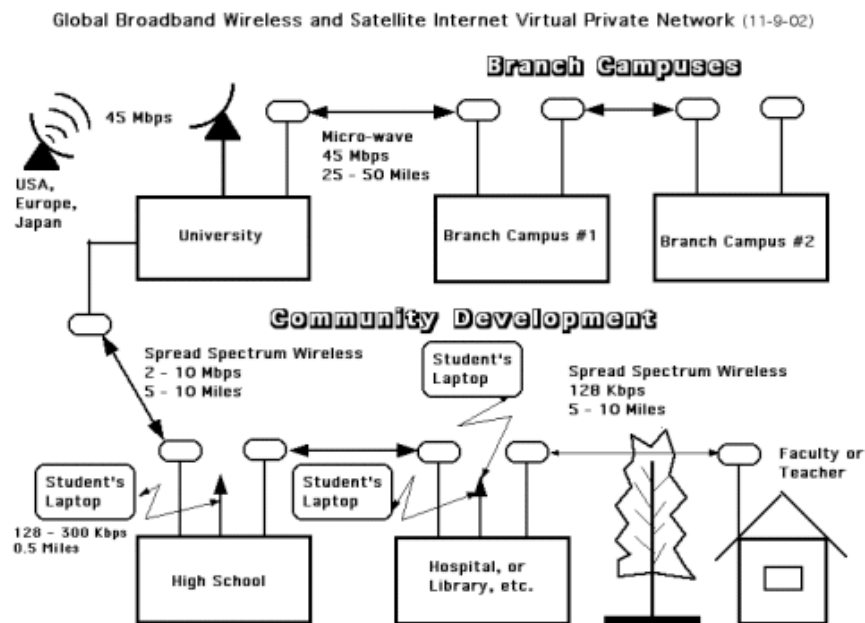 Global Broadband Wireless and Satellite Internet Virtual Private Network (11-9-02)
Branch Campuses
45 Mbps
Micro-wave
45 Mbps
25 - 50 Miles
USA,
Europe,
Japan
University
Branch Campus #1
Branch Campus #2
Community Development
Spread Spectrum Wireless
2 - 10 Mbps
5 - 10 Miles
Student's
Laptop
Spread Spectrum Wireless
128 Kbps
5 - 10 Miles
Student's
Laptop
Student's
Laptop
Faculty or
Teacher
128 - 300 Kbps
0.5 Miles
High School
Hospital, or
Library, etc.